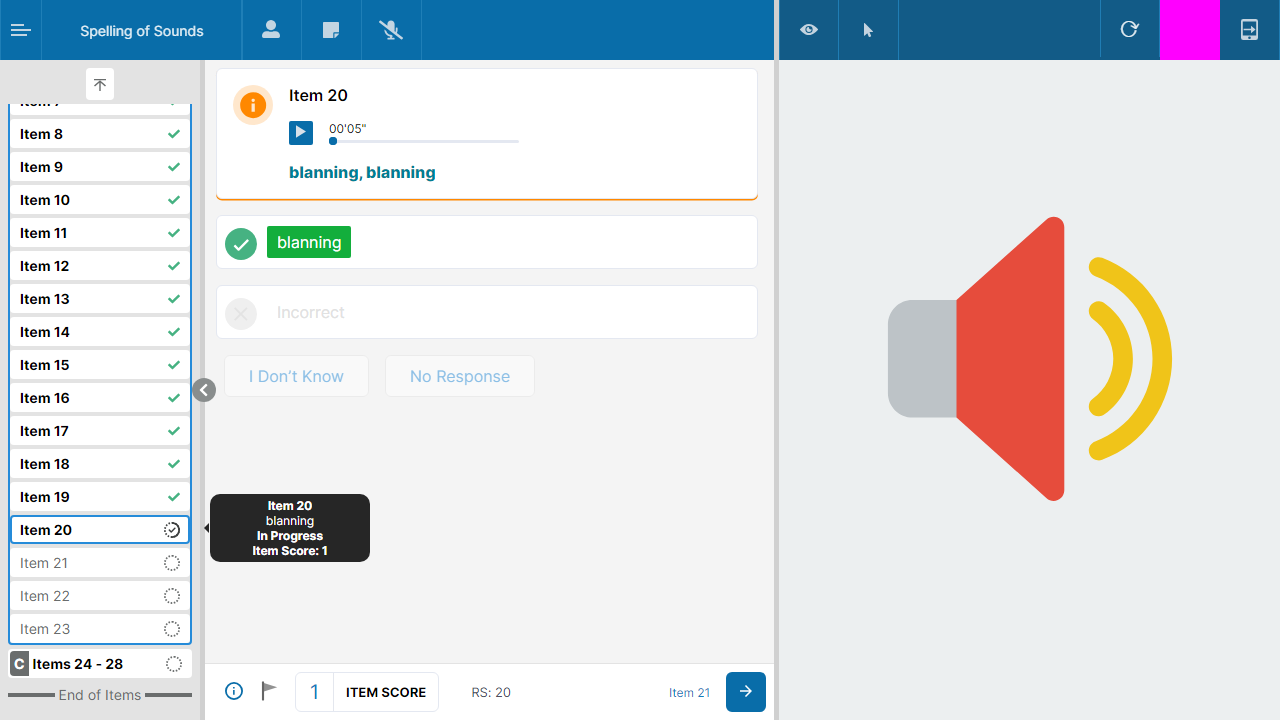 Spelling of Sounds
Item 8
Item 9
Item 10
Item 11
Item 12
Item 13
Item 14
Item 15
Item 16
Item 17
Item 18
Item 19
Item 20
Item 21
Item 22
Item 23
C Items 24 - 28
End of Items
Item 20
00'05"
blanning, blanning
blanning
Incorrect
I Don't Know No Response
Item 20
blanning
In Progress
Item Score: 1
1 ITEM SCORE RS: 20 Item 21